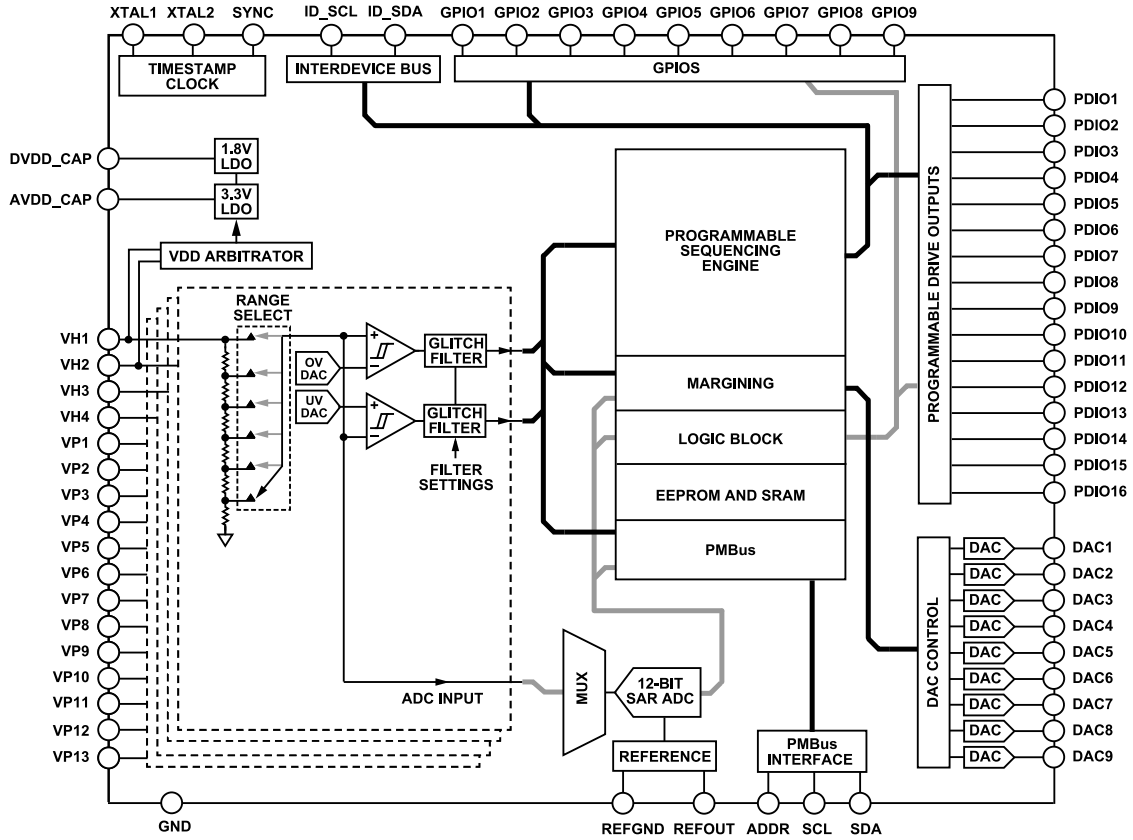 XTAL1 XTAL2 SYNC ID_SCL ID_SDA GPIO1 GPIO2 GPIO3 GPIO4 GPIO5 GPIO6 GPIO7 GPIO8 GPIO9
TIMESTAMP
CLOCK
INTERDEVICE BUS
GPIOS
DVDD_CAP
1.8V
LDO
AVDD_CAP
3.3V
LDO
VDD ARBITRATOR
RANGE
SELECT
VH1
VH2
VH3
VH4
VP1
VP2
VP3
VP4
VP5
VP6
VP7
VP8
VP9
VP10
VP11
VP12
VP13
+
−
OV
DAC
GLITCH
FILTER
UV
DAC
+
−
GLITCH
FILTER
FILTER
SETTINGS
ADC INPUT
MUX
12-BIT
SAR ADC
REFERENCE
PROGRAMMABLE
SEQUENCING
ENGINE
MARGINING
LOGIC BLOCK
EEPROM AND SRAM
PMBus
PMBus
INTERFACE
PROGRAMMABLE DRIVE OUTPUTS
PDIO1
PDIO2
PDIO3
PDIO4
PDIO5
PDIO6
PDIO7
PDIO8
PDIO9
PDIO10
PDIO11
PDIO12
PDIO13
PDIO14
PDIO15
PDIO16
DAC CONTROL
DAC DAC1
DAC DAC2
DAC DAC3
DAC DAC4
DAC DAC5
DAC DAC6
DAC DAC7
DAC DAC8
DAC DAC9
GND REFGND REFOUT ADDR SCL SDA